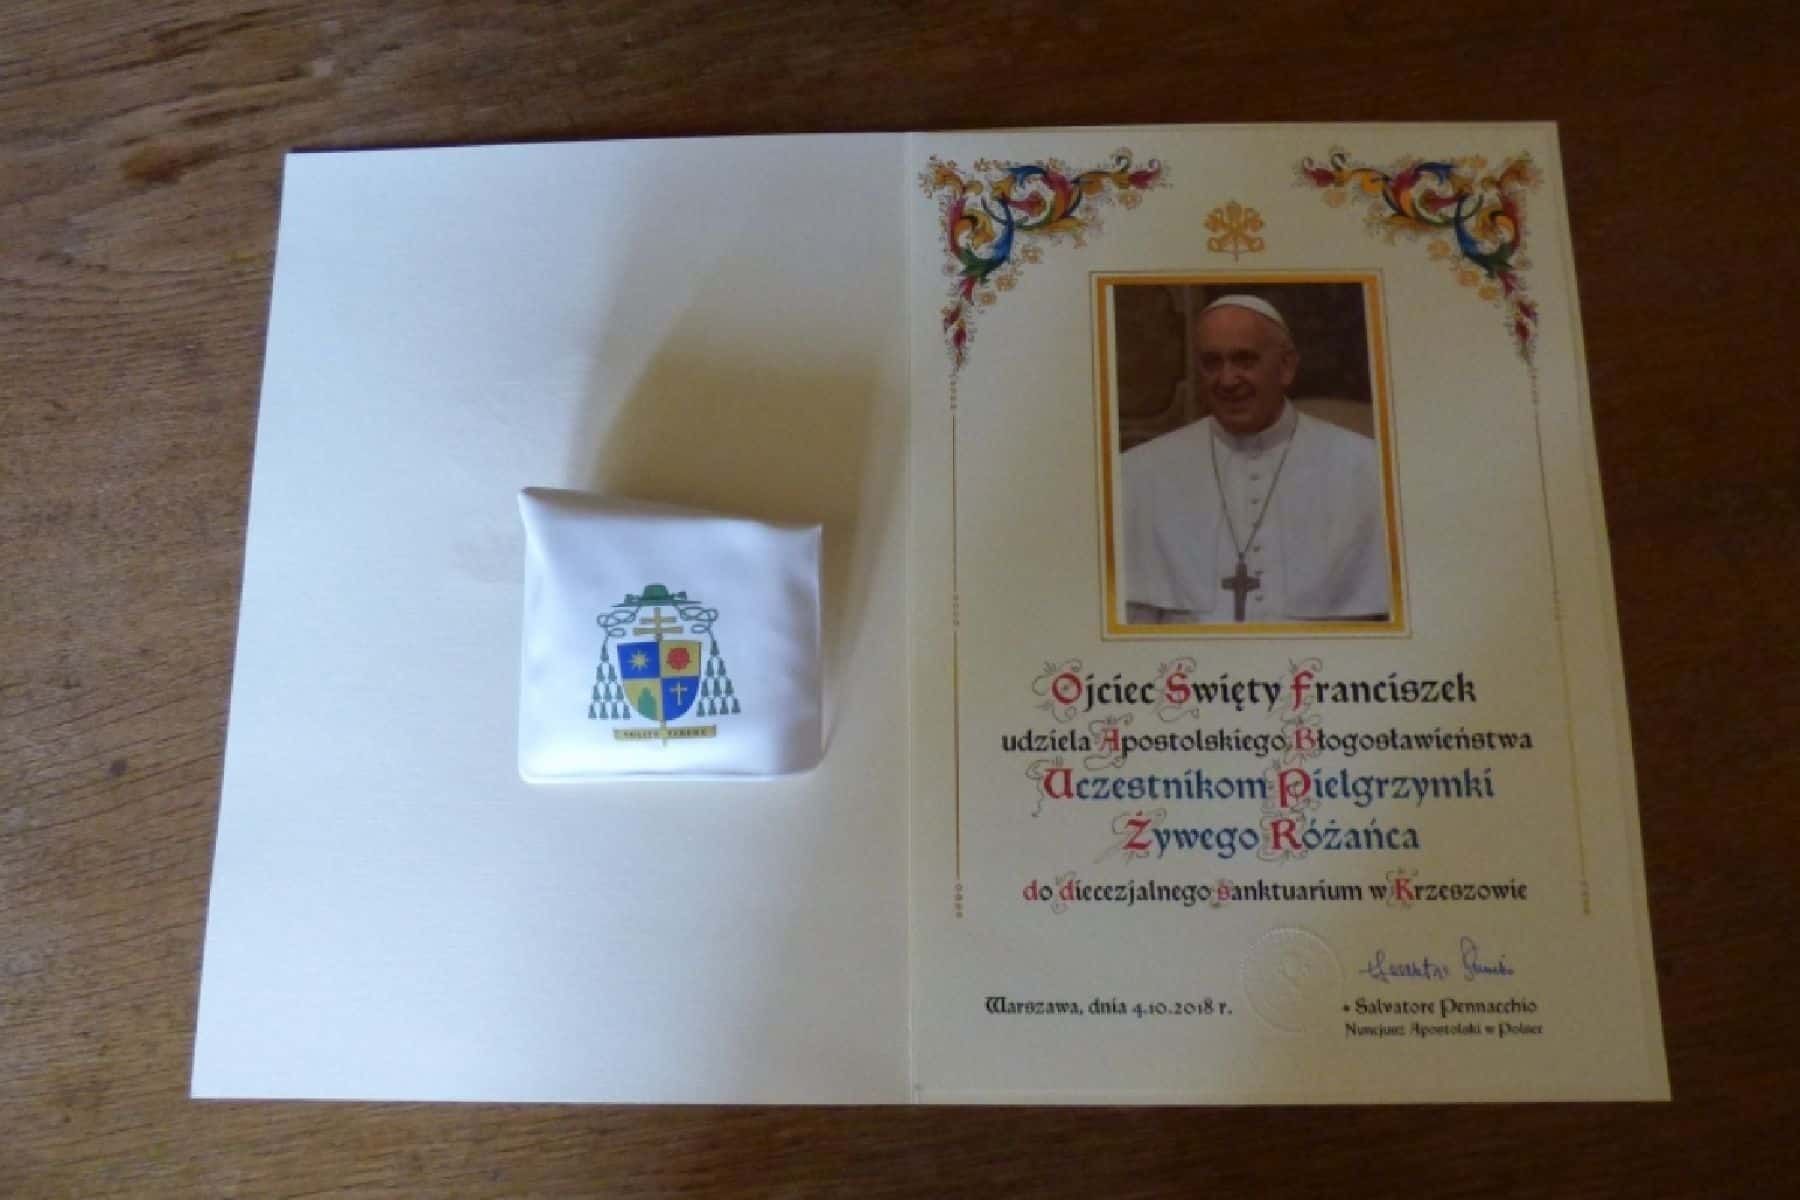 Ojciec Święty Franciszek
udziela Apostolskiego Błogosławieństwa
Uczestnikom Pielgrzymki
Żywego Różańca
do diecezjalnego sanktuarium w Krzeszowie
Warszawa, dnia 4.10.2018 r.
Salvatore Pennacchio
Nuncjusz Apostolski w Polsce